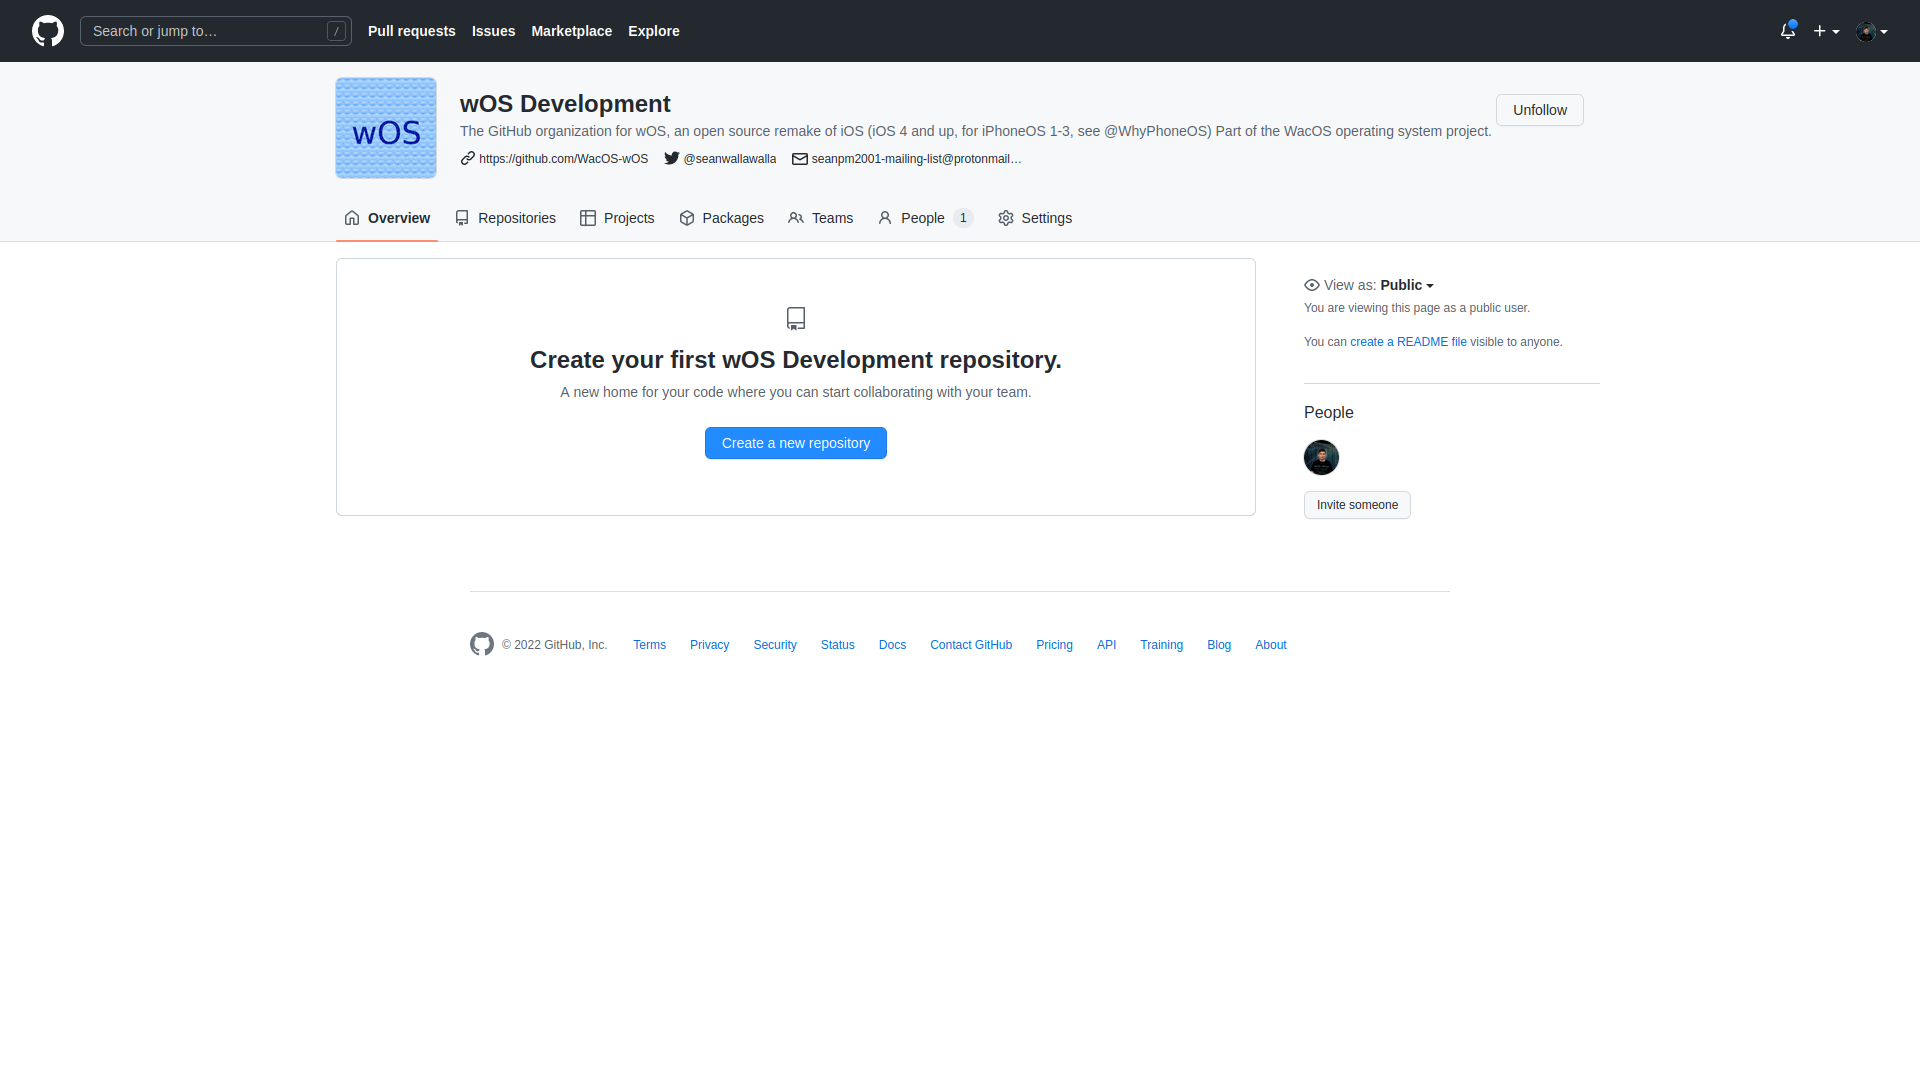 Search or jump to… /
Pull requests Issues Marketplace Explore
wOS
wOS Development
Unfollow
The GitHub organization for wOS, an open source remake of iOS (iOS 4 and up, for iPhoneOS 1-3, see @WhyPhoneOS) Part of the WacOS operating system project.
https://github.com/WacOS-wOS @seanwallawalla seanpm2001-mailing-list@protonmail…
Overview Repositories Projects Packages Teams People 1 Settings
Create your first wOS Development repository.
A new home for your code where you can start collaborating with your team.
Create a new repository
View as: Public
You are viewing this page as a public user.
You can create a README file visible to anyone.
People
Invite someone
© 2022 GitHub, Inc. Terms Privacy Security Status Docs Contact GitHub Pricing API Training Blog About